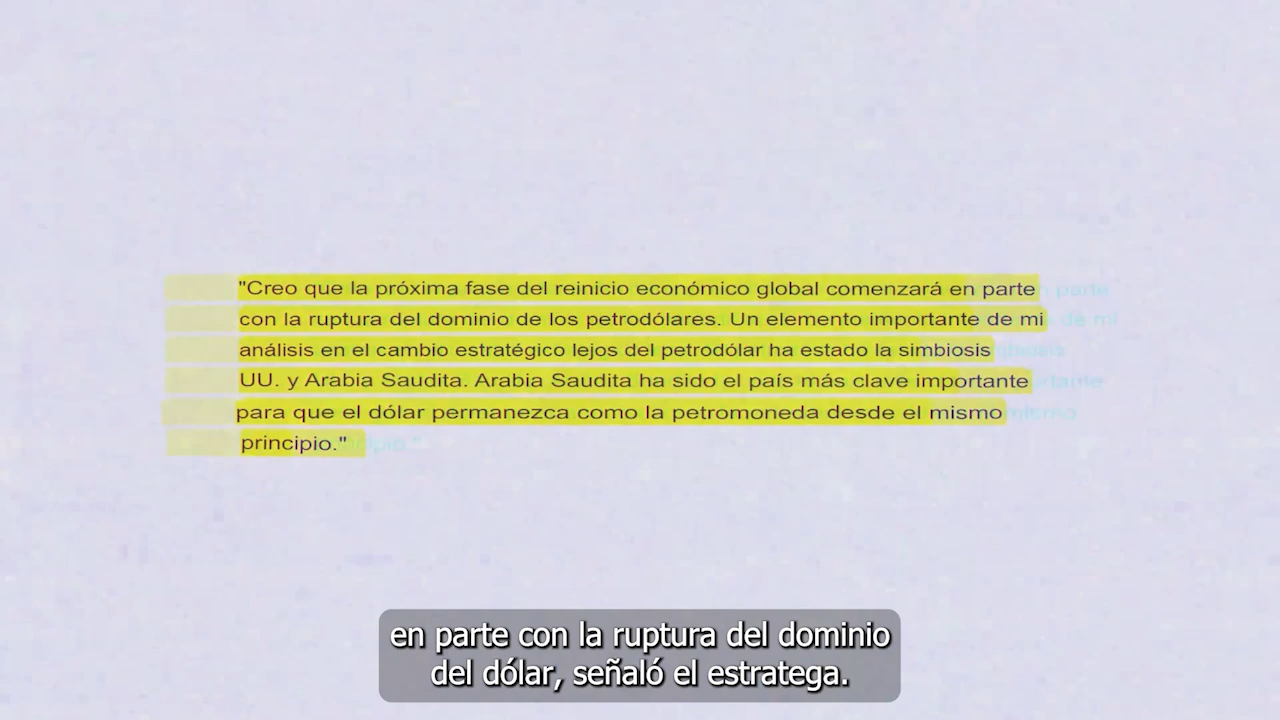 "Creo que la próxima fase del reinicio económico global comenzará en parte
con la ruptura del dominio de los petrodólares. Un elemento importante de mi
análisis en el cambio estratégico lejos del petrodólar ha estado la simbiosis
UU. y Arabia Saudita. Arabia Saudita ha sido el país más clave importante
para que el dólar permanezca como la petromoneda desde el mismo
principio."
en parte con la ruptura del dominio
del dólar, señaló el estratega.